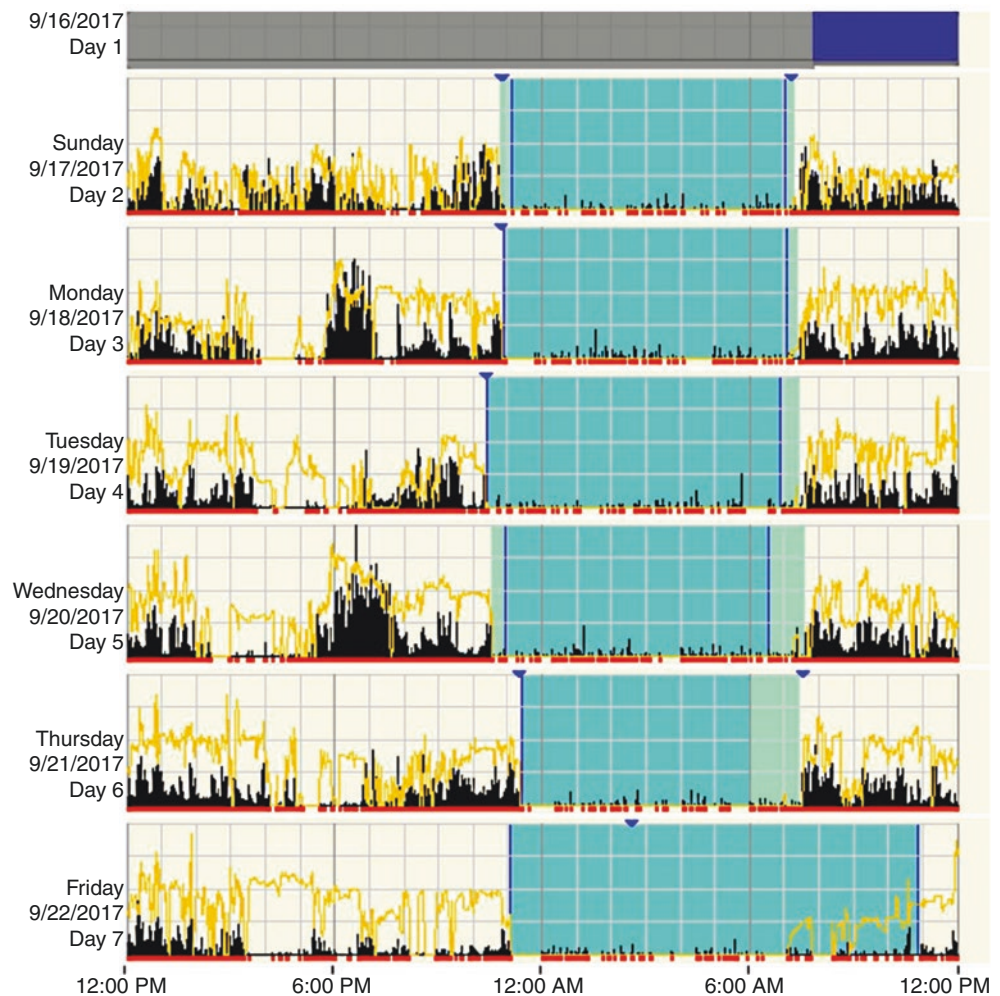 9/16/2017
Day 1
Sunday
9/17/2017
Day 2
Monday
9/18/2017
Day 3
Tuesday
9/19/2017
Day 4
Wednesday
9/20/2017
Day 5
Thursday
9/21/2017
Day 6
Friday
9/22/2017
Day 7
12:00 PM 6:00 PM 12:00 AM 6:00 AM 12:00 PM